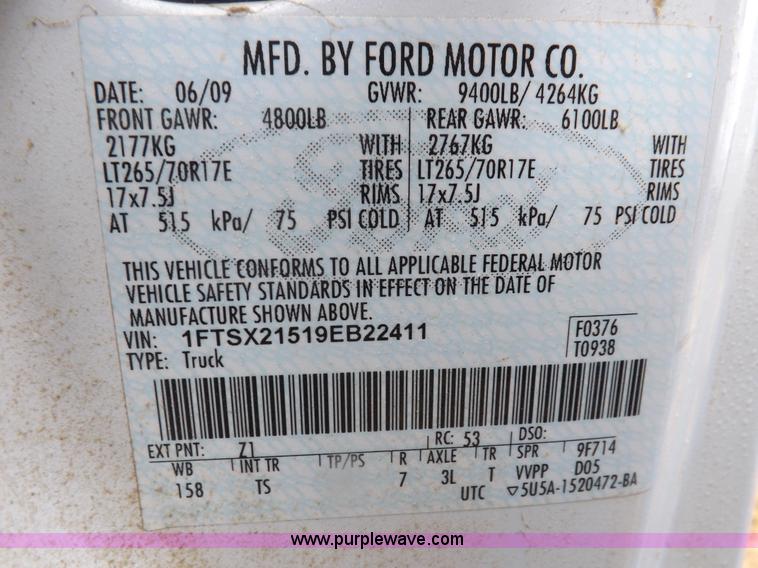 MFD. BY FORD MOTOR CO.
DATE: 06/09 GVWR: 9400LB/ 4264KG
FRONT GAWR: 4800LB REAR GAWR: 6100LB
2177KG WITH 2767KG WITH
LT265/70R17E TIRES LT265/70R17E TIRES
17x7.5J RIMS 17x7.5J RIMS
AT 515 kPa/ 75 PSI COLD AT 515 kPa/ 75 PSI COLD
THIS VEHICLE CONFORMS TO ALL APPLICABLE FEDERAL MOTOR
VEHICLE SAFETY STANDARDS IN EFFECT ON THE DATE OF
MANUFACTURE SHOWN ABOVE.
VIN: 1FTSX21519EB22411 F0376
TYPE: Truck T0938
EXT PNT: Z1 RC: 53 DSO:
WB INT TR TP/PS R AXLE TR SPR 9F714
158 TS 7 3L T VVPP D05
UTC ▽5U5A-1520472-BA
www.purplewave.com